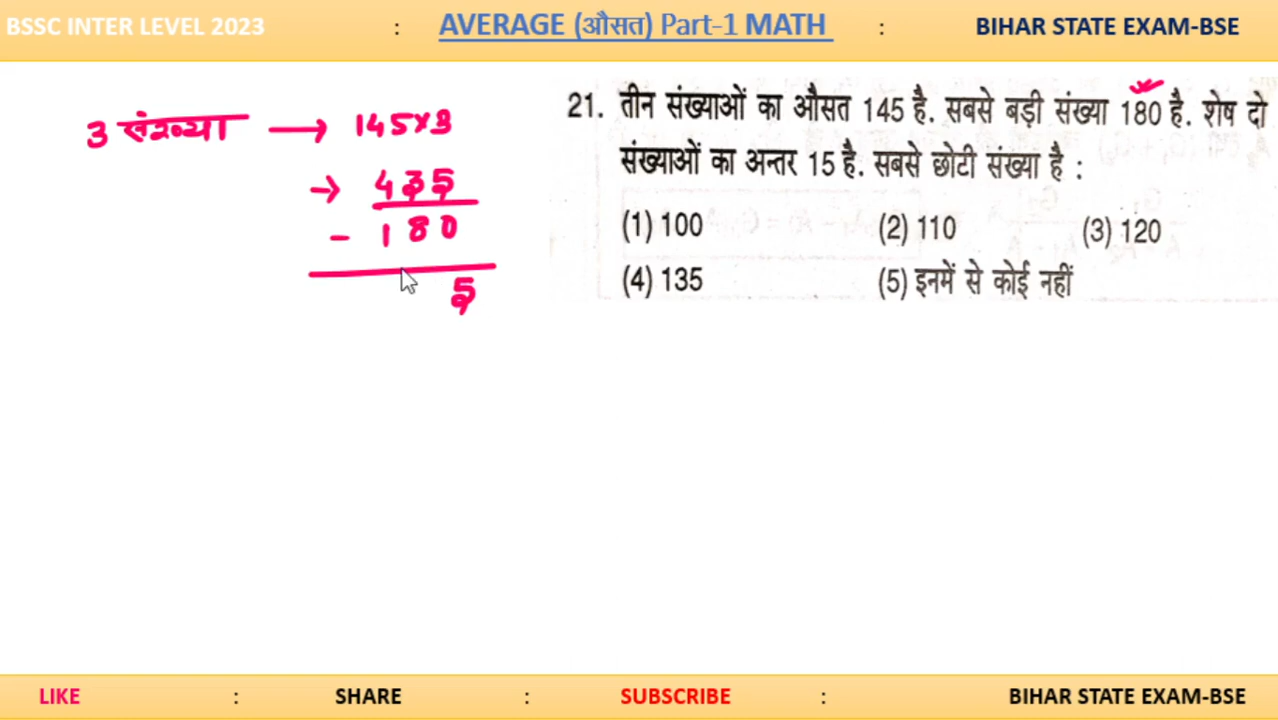 BSSC INTER LEVEL 2023 : AVERAGE (औसत) Part-1 MATH : BIHAR STATE EXAM-BSE
3 संख्या → 145×3
→ 435
- 180
5
21. तीन संख्याओं का औसत 145 है. सबसे बड़ी संख्या 180 है. शेष दो
संख्याओं का अन्तर 15 है. सबसे छोटी संख्या है :
(1) 100 (2) 110 (3) 120
(4) 135 (5) इनमें से कोई नहीं
LIKE : SHARE : SUBSCRIBE : BIHAR STATE EXAM-BSE